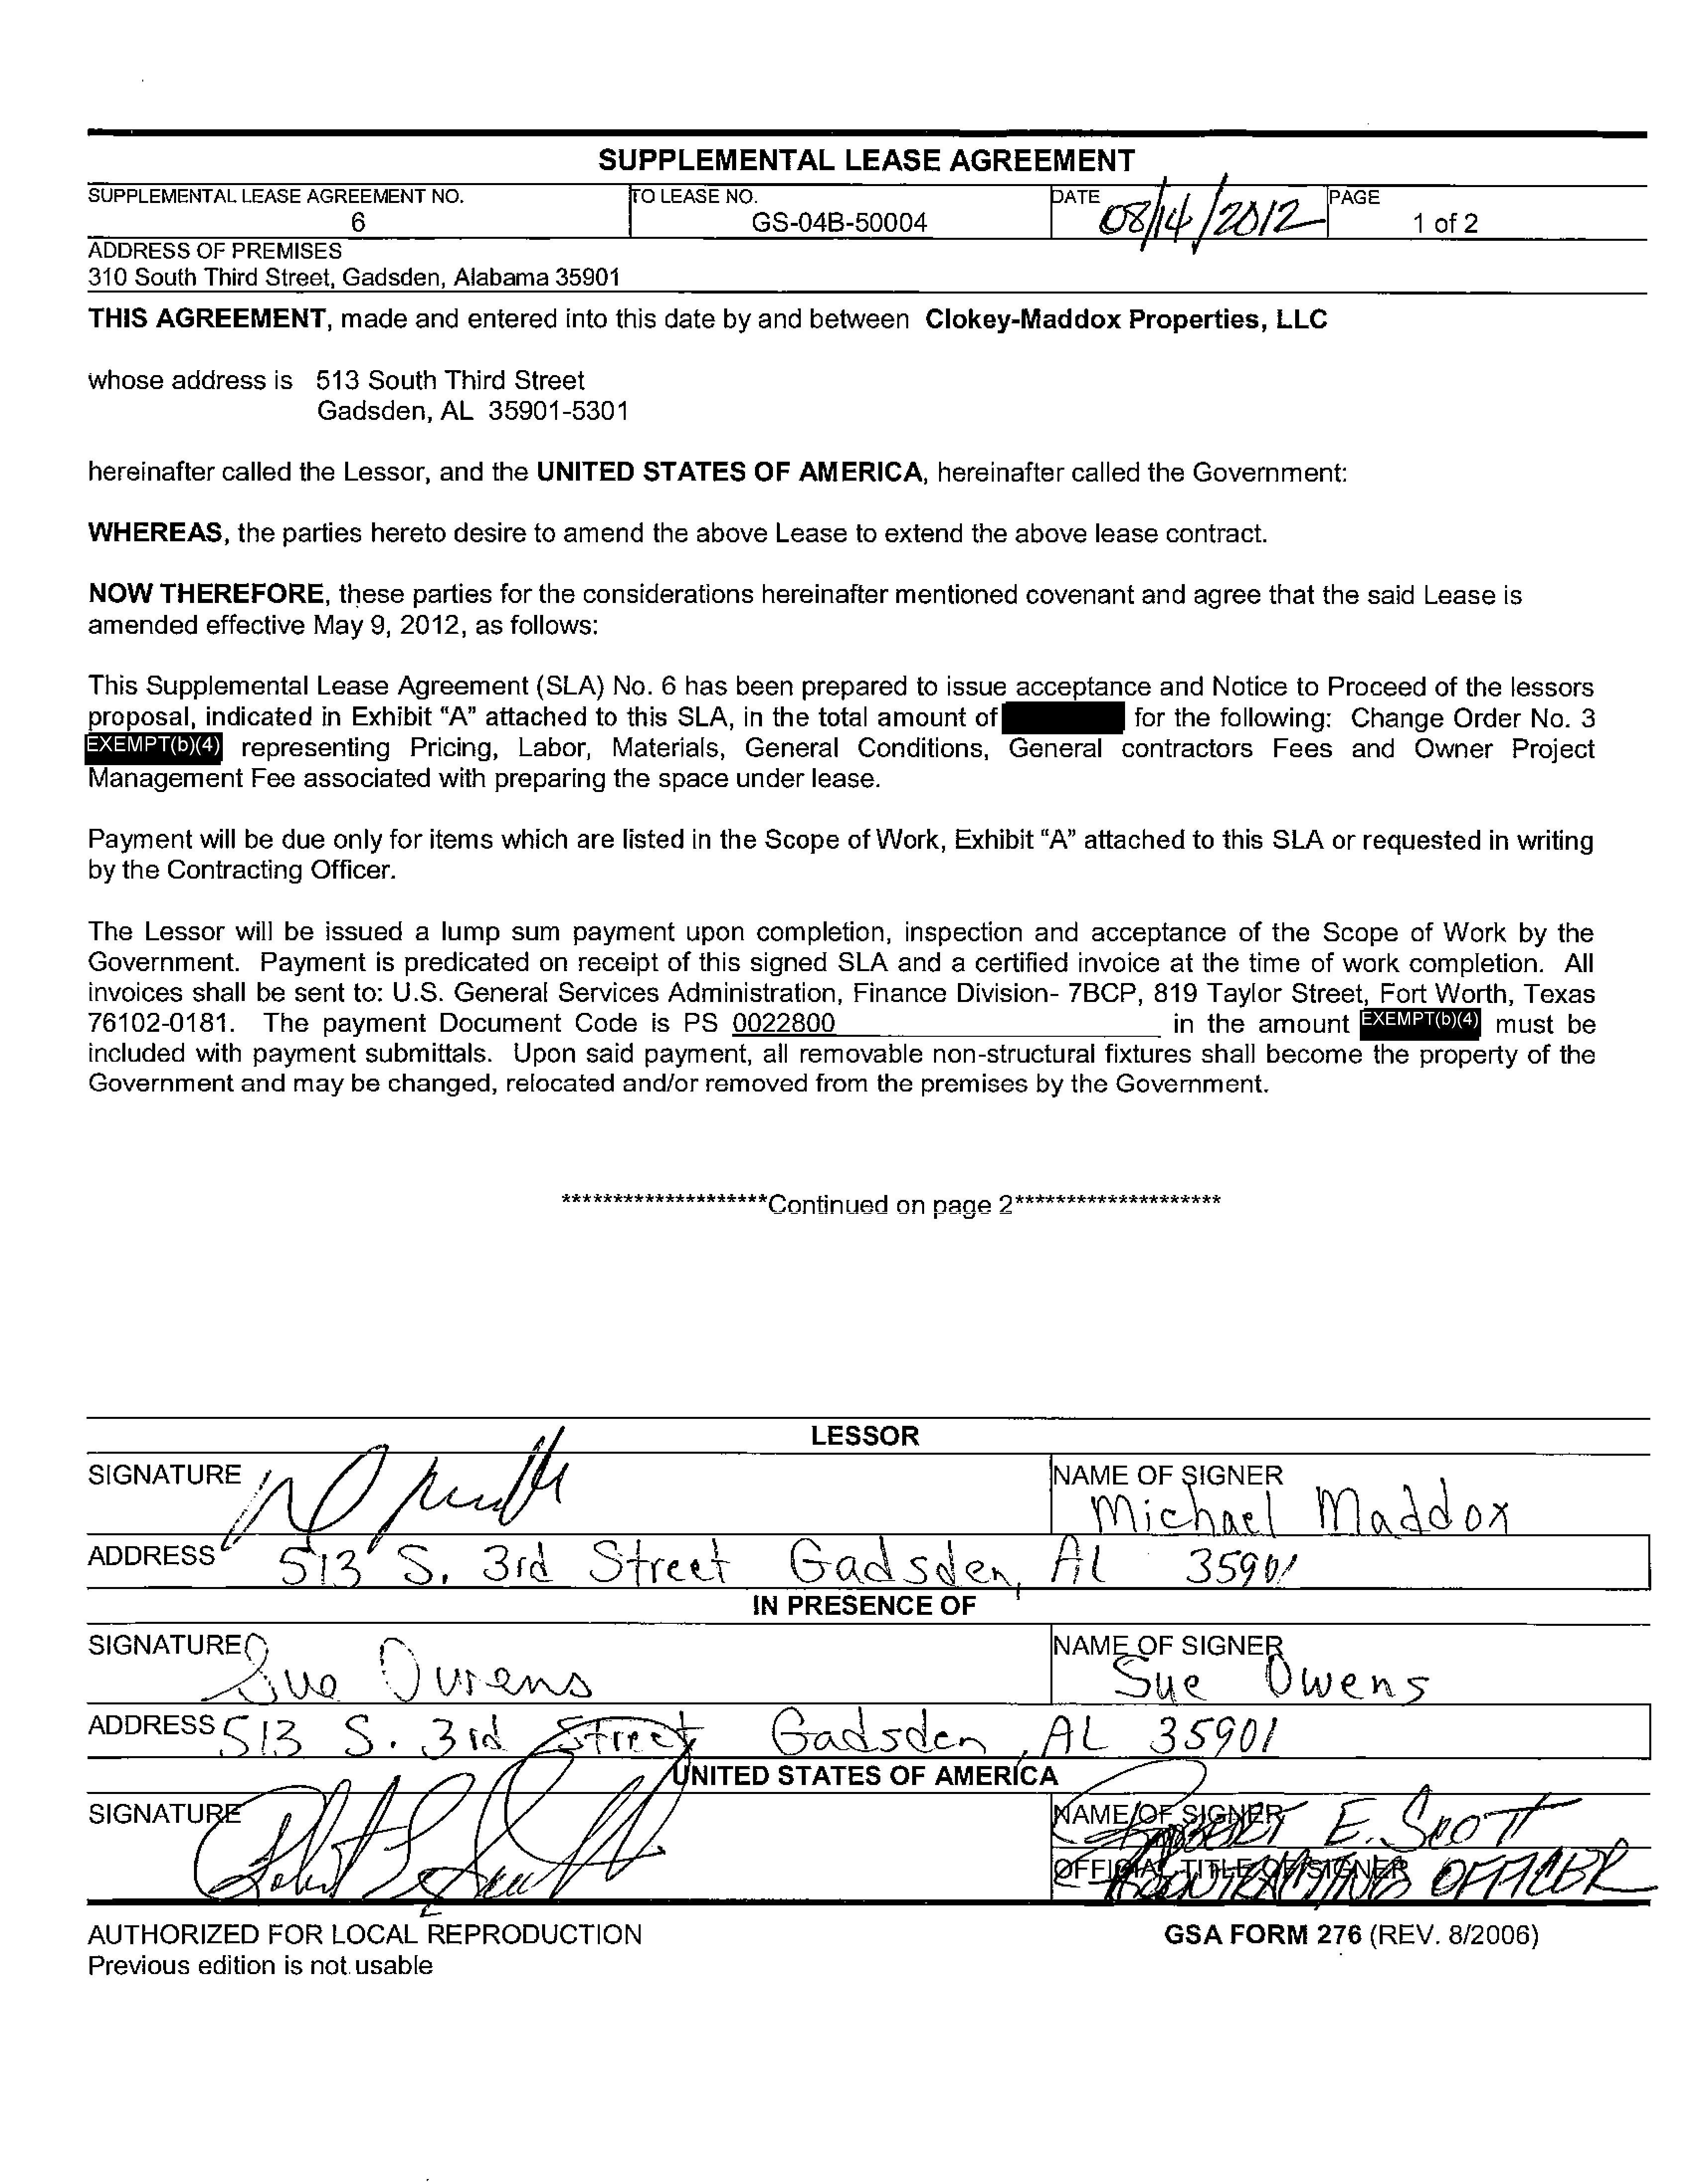 SUPPLEMENTAL LEASE AGREEMENT
SUPPLEMENTAL LEASE AGREEMENT NO. TO LEASE NO. DATE PAGE
6 GS-04B-50004 08/14/2012 1 of 2
ADDRESS OF PREMISES
310 South Third Street, Gadsden, Alabama 35901
THIS AGREEMENT, made and entered into this date by and between Clokey-Maddox Properties, LLC
whose address is 513 South Third Street
Gadsden, AL 35901-5301
hereinafter called the Lessor, and the UNITED STATES OF AMERICA, hereinafter called the Government:
WHEREAS, the parties hereto desire to amend the above Lease to extend the above lease contract.
NOW THEREFORE, these parties for the considerations hereinafter mentioned covenant and agree that the said Lease is
amended effective May 9, 2012, as follows:
This Supplemental Lease Agreement (SLA) No. 6 has been prepared to issue acceptance and Notice to Proceed of the lessors
proposal, indicated in Exhibit “A” attached to this SLA, in the total amount of for the following: Change Order No. 3
EXEMPT(b)(4) representing Pricing, Labor, Materials, General Conditions, General contractors Fees and Owner Project
Management Fee associated with preparing the space under lease.
Payment will be due only for items which are listed in the Scope of Work, Exhibit “A” attached to this SLA or requested in writing
by the Contracting Officer.
The Lessor will be issued a lump sum payment upon completion, inspection and acceptance of the Scope of Work by the
Government. Payment is predicated on receipt of this signed SLA and a certified invoice at the time of work completion. All
invoices shall be sent to: U.S. General Services Administration, Finance Division- 7BCP, 819 Taylor Street, Fort Worth, Texas
76102-0181. The payment Document Code is PS 0022800 in the amount EXEMPT(b)(4) must be
included with payment submittals. Upon said payment, all removable non-structural fixtures shall become the property of the
Government and may be changed, relocated and/or removed from the premises by the Government.
********************Continued on page 2********************
LESSOR
SIGNATURE NAME OF SIGNER
Michael Maddox
ADDRESS 513 S. 3rd Street Gadsden, AL 35901
IN PRESENCE OF
SIGNATURE NAME OF SIGNER
Sue Owens Sue Owens
ADDRESS 513 S. 3rd Street Gadsden, AL 35901
UNITED STATES OF AMERICA
SIGNATURE NAME OF SIGNER
E. Scott
OFFICIAL TITLE OF SIGNER
CONTRACTING OFFICER
AUTHORIZED FOR LOCAL REPRODUCTION GSA FORM 276 (REV. 8/2006)
Previous edition is not usable